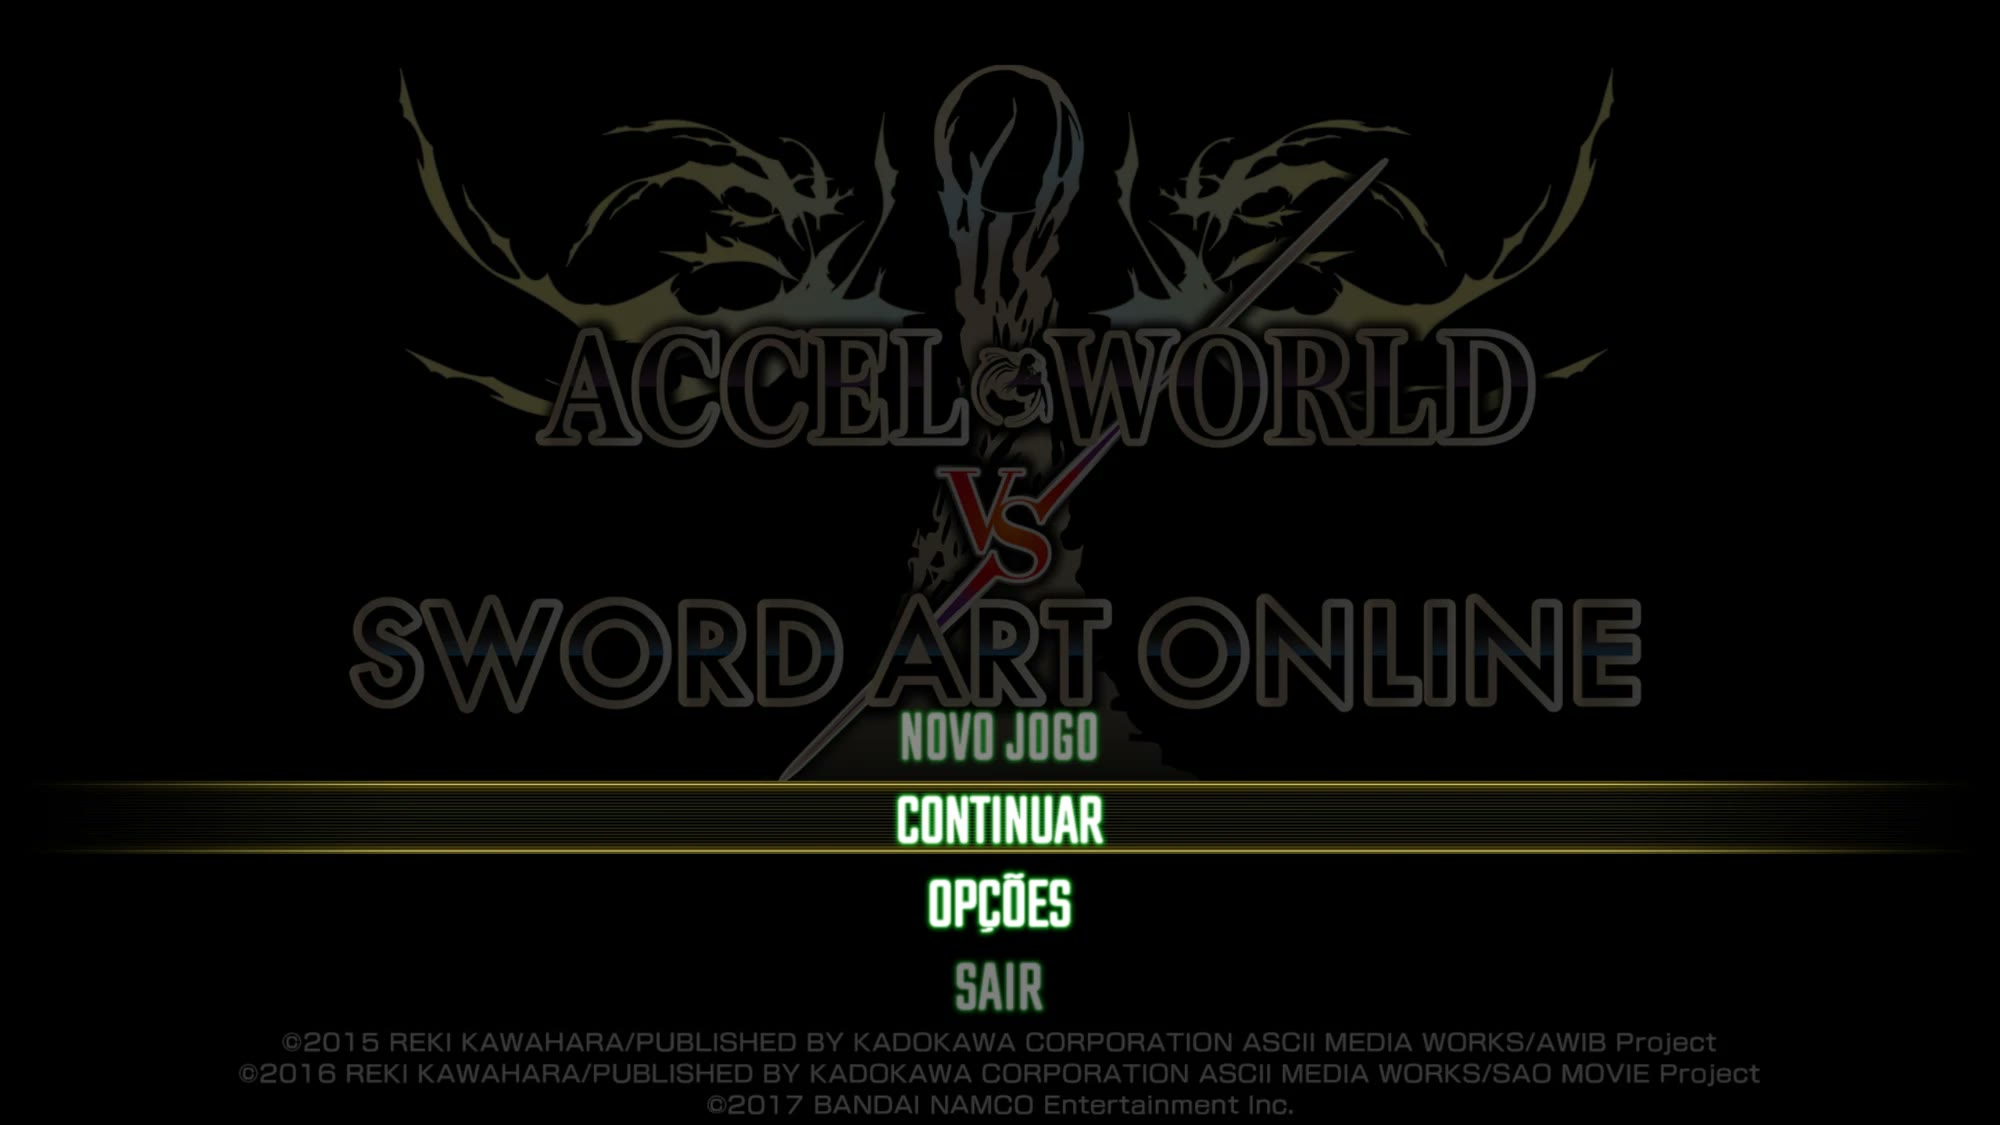 ACCEL WORLD
VS
SWORD ART ONLINE
NOVO JOGO
CONTINUAR
OPÇÕES
SAIR
©2015 REKI KAWAHARA/PUBLISHED BY KADOKAWA CORPORATION ASCII MEDIA WORKS/AWIB Project
©2016 REKI KAWAHARA/PUBLISHED BY KADOKAWA CORPORATION ASCII MEDIA WORKS/SAO MOVIE Project
©2017 BANDAI NAMCO Entertainment Inc.